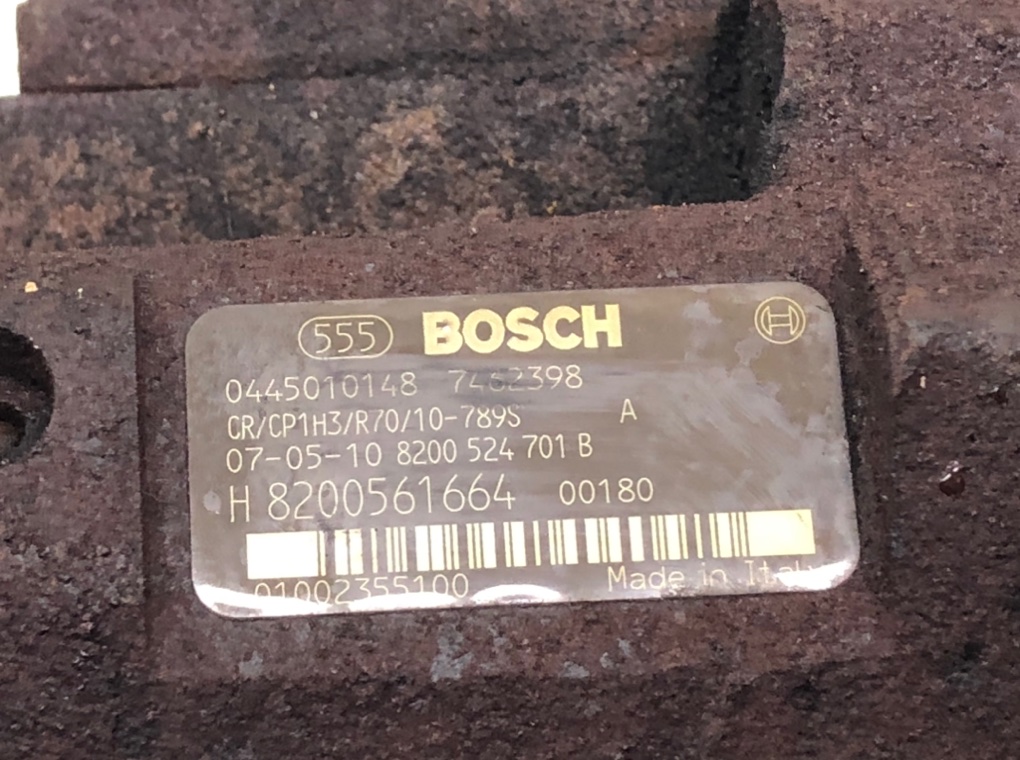 555 BOSCH
0445010148 7462398
CR/CP1H3/R70/10-789S A
07-05-10 8200 524 701 B
H 8200561664 00180
01002355100 Made in Italy